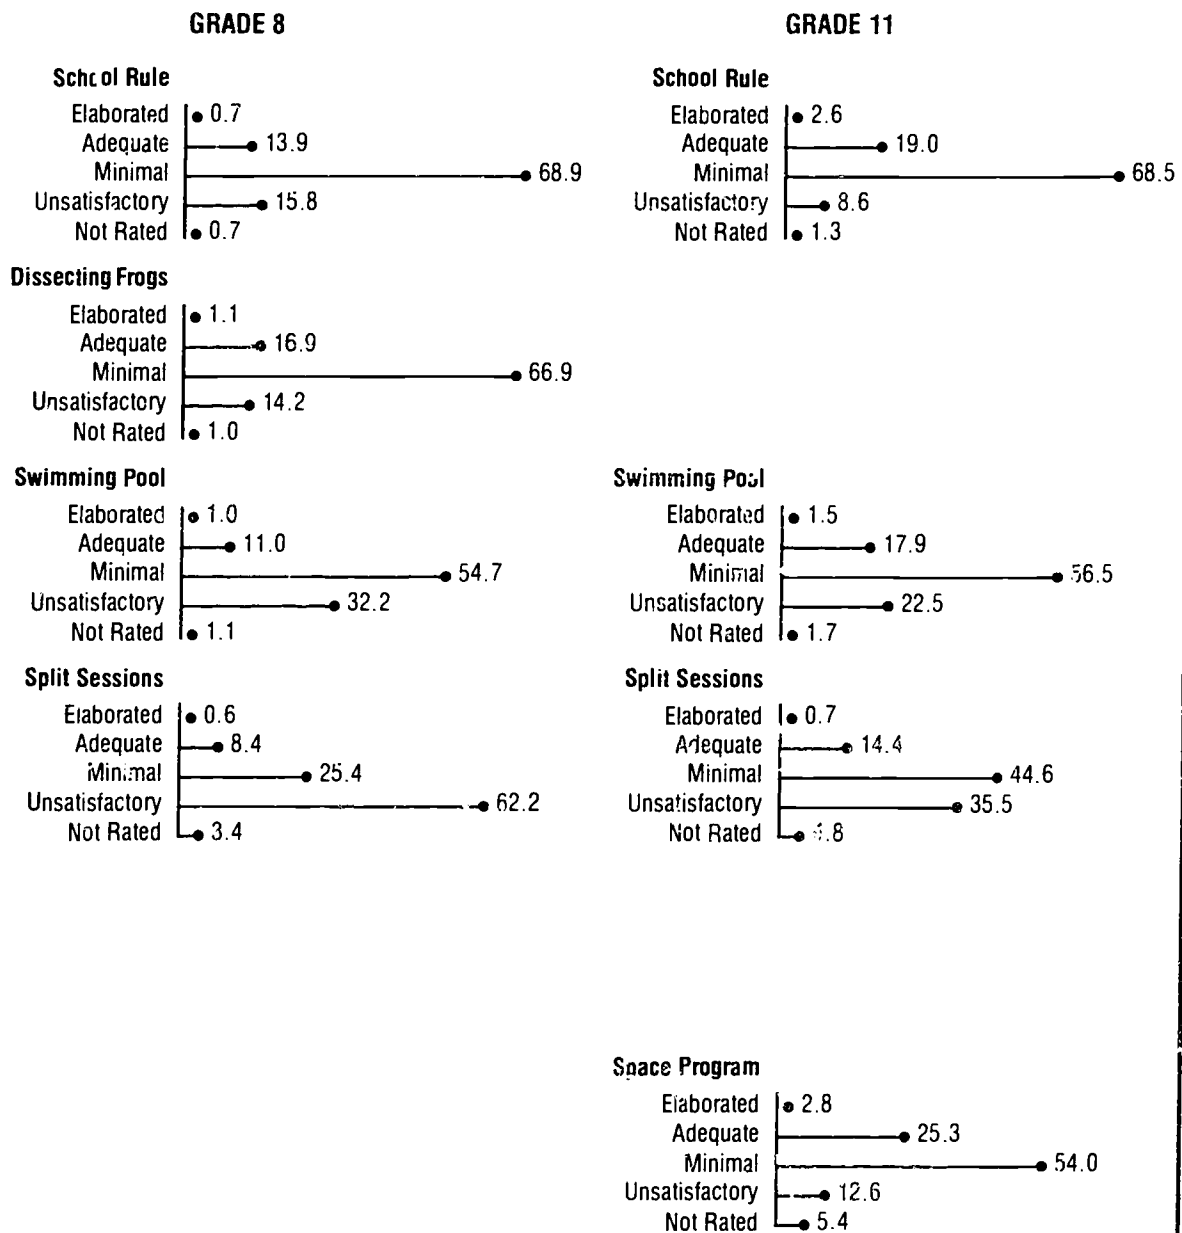 GRADE 8
School Rule
Elaborated 0.7
Adequate 13.9
Minimal 68.9
Unsatisfactory 15.8
Not Rated 0.7
Dissecting Frogs
Elaborated 1.1
Adequate 16.9
Minimal 66.9
Unsatisfactory 14.2
Not Rated 1.0
Swimming Pool
Elaborated 1.0
Adequate 11.0
Minimal 54.7
Unsatisfactory 32.2
Not Rated 1.1
Split Sessions
Elaborated 0.6
Adequate 8.4
Minimal 25.4
Unsatisfactory 62.2
Not Rated 3.4
GRADE 11
School Rule
Elaborated 2.6
Adequate 19.0
Minimal 68.5
Unsatisfactory 8.6
Not Rated 1.3
Swimming Pool
Elaborated 1.5
Adequate 17.9
Minimal 56.5
Unsatisfactory 22.5
Not Rated 1.7
Split Sessions
Elaborated 0.7
Adequate 14.4
Minimal 44.6
Unsatisfactory 35.5
Not Rated 4.8
Space Program
Elaborated 2.8
Adequate 25.3
Minimal 54.0
Unsatisfactory 12.6
Not Rated 5.4